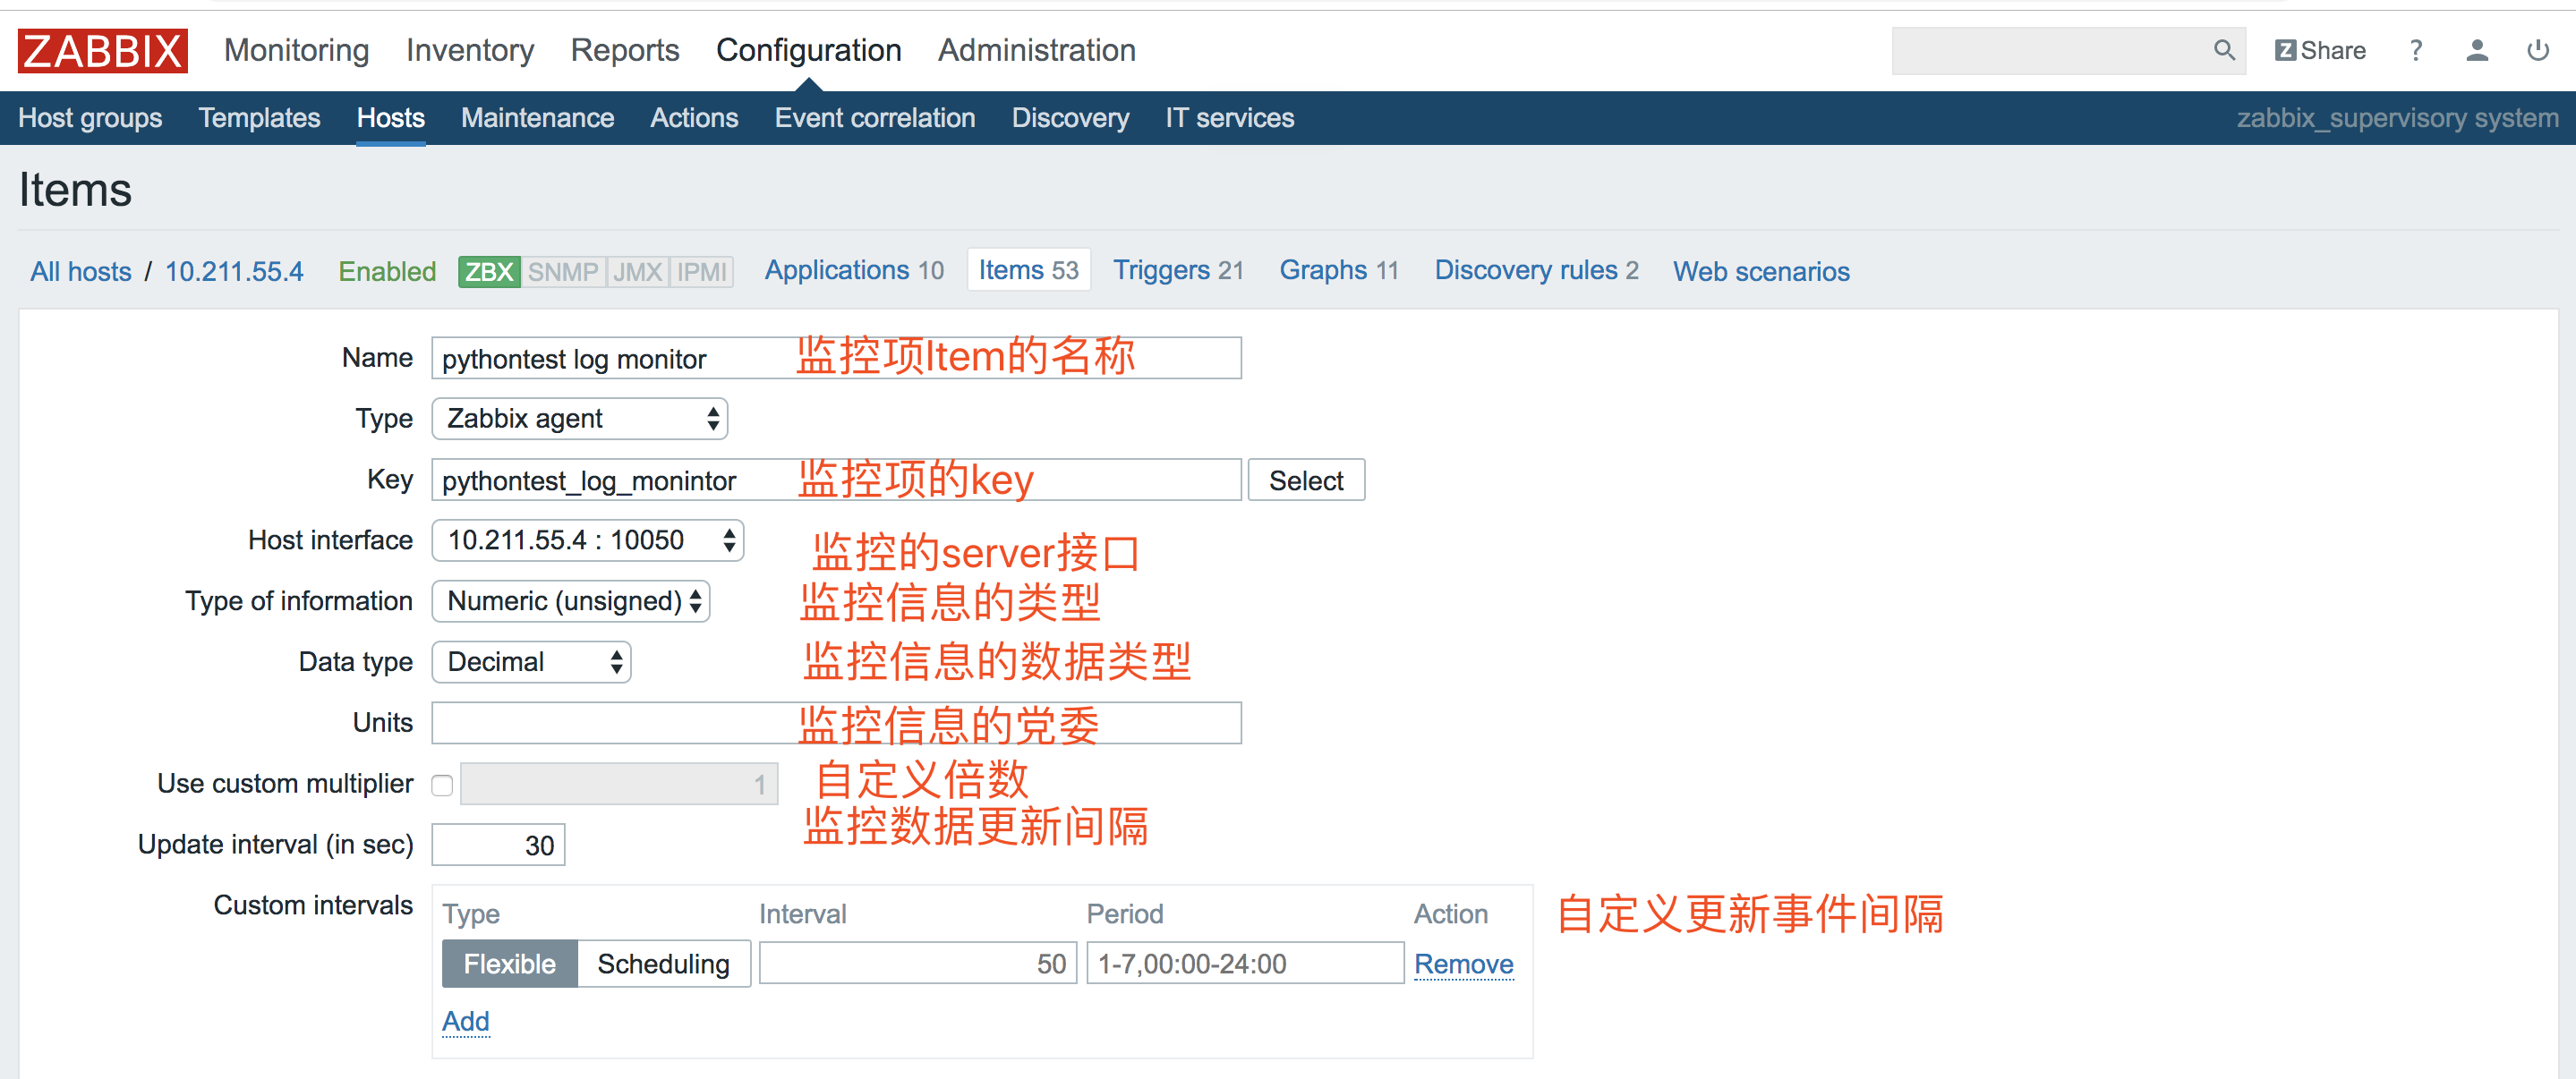 ZABBIX Monitoring Inventory Reports Configuration Administration Z Share ?
Host groups Templates Hosts Maintenance Actions Event correlation Discovery IT services zabbix_supervisory system
Items
All hosts / 10.211.55.4 Enabled ZBX SNMP JMX IPMI Applications 10 Items 53 Triggers 21 Graphs 11 Discovery rules 2 Web scenarios
Name pythontest log monitor 监控项Item的名称
Type Zabbix agent
Key pythontest_log_monintor 监控项的key Select
Host interface 10.211.55.4 : 10050 监控的server接口
Type of information Numeric (unsigned) 监控信息的类型
Data type Decimal 监控信息的数据类型
Units 监控信息的党委
Use custom multiplier 1 自定义倍数
Update interval (in sec) 30 监控数据更新间隔
Custom intervals Type Interval Period Action 自定义更新事件间隔
Flexible Scheduling 50 1-7,00:00-24:00 Remove
Add